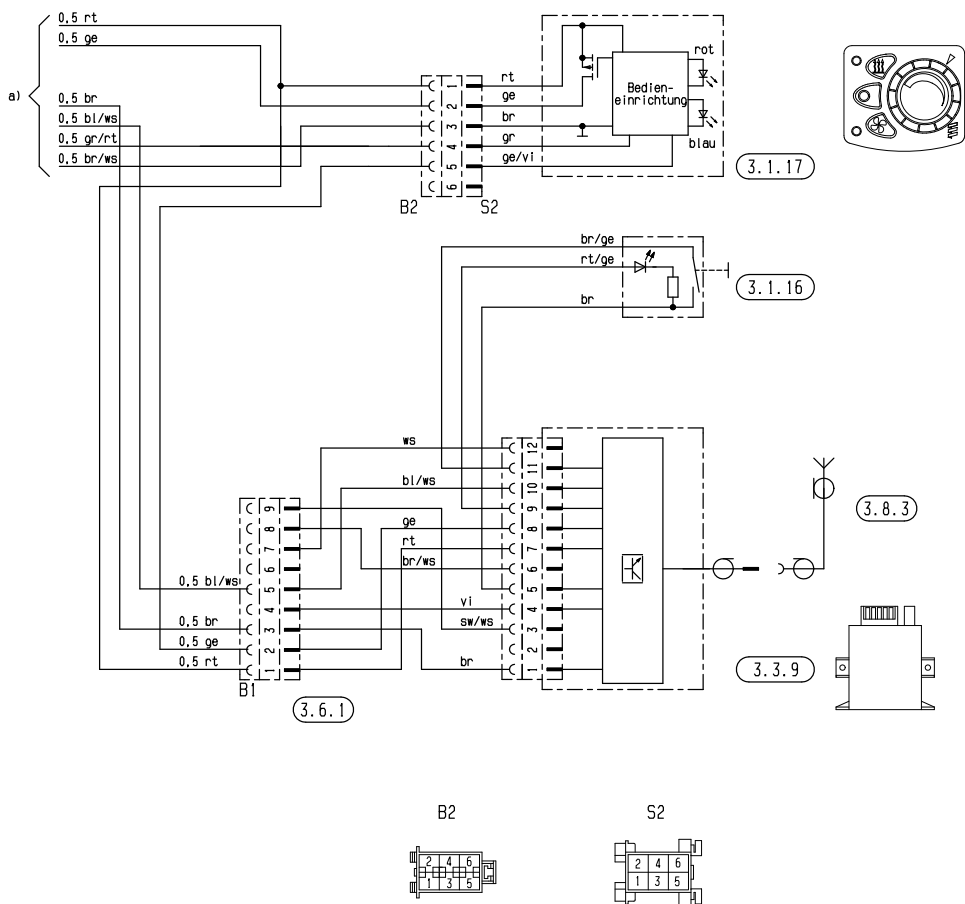 0,5 rt
0,5 ge
a)
0,5 br
0,5 bl/ws
0,5 gr/rt
0,5 br/ws
1
2
3
4
5
6
B2
S2
rt
ge
br
gr
ge/vi
Bedien-
einrichtung
rot
blau
3.1.17
br/ge
rt/ge
br
3.1.16
ws
bl/ws
ge
rt
br/ws
vi
sw/ws
br
12
11
10
9
8
7
6
5
4
3
2
1
3.8.3
3.3.9
0,5 bl/ws
0,5 br
0,5 ge
0,5 rt
9
8
7
6
5
4
3
2
1
B1
3.6.1
B2
S2
2 4 6
1 3 5
2 4 6
1 3 5